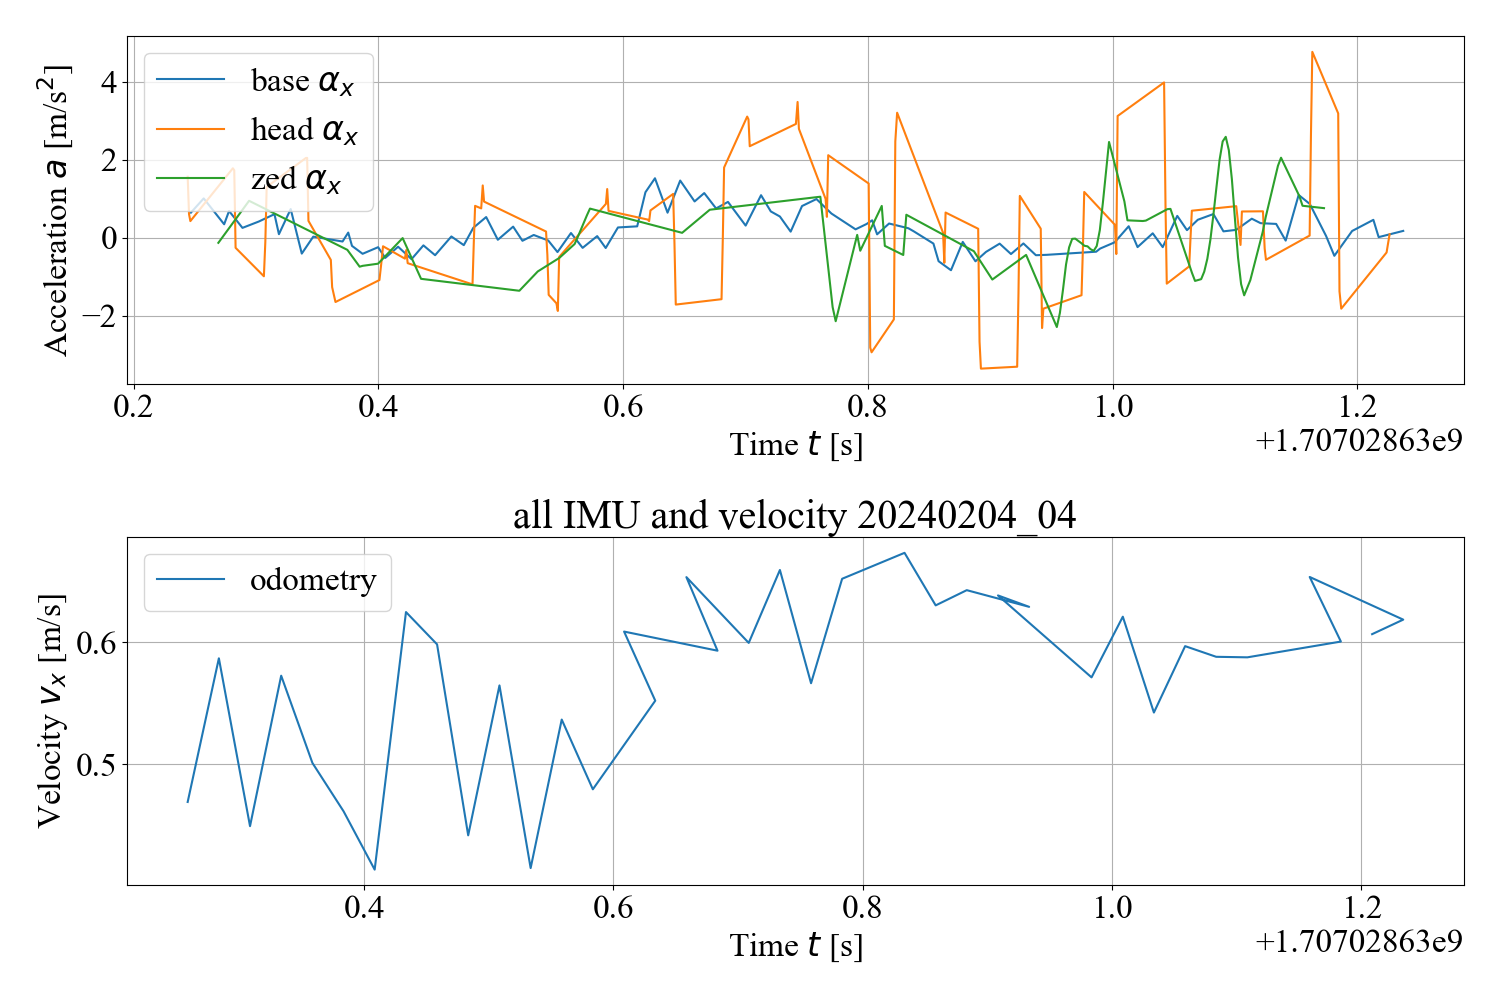 base αx
head αx
zed αx
Acceleration a [m/s²]
4
2
0
−2
0.2 0.4 0.6 0.8 1.0 1.2
Time t [s]
+1.70702863e9
all IMU and velocity 20240204_04
odometry
Velocity vx [m/s]
0.6
0.5
0.4 0.6 0.8 1.0 1.2
Time t [s]
+1.70702863e9